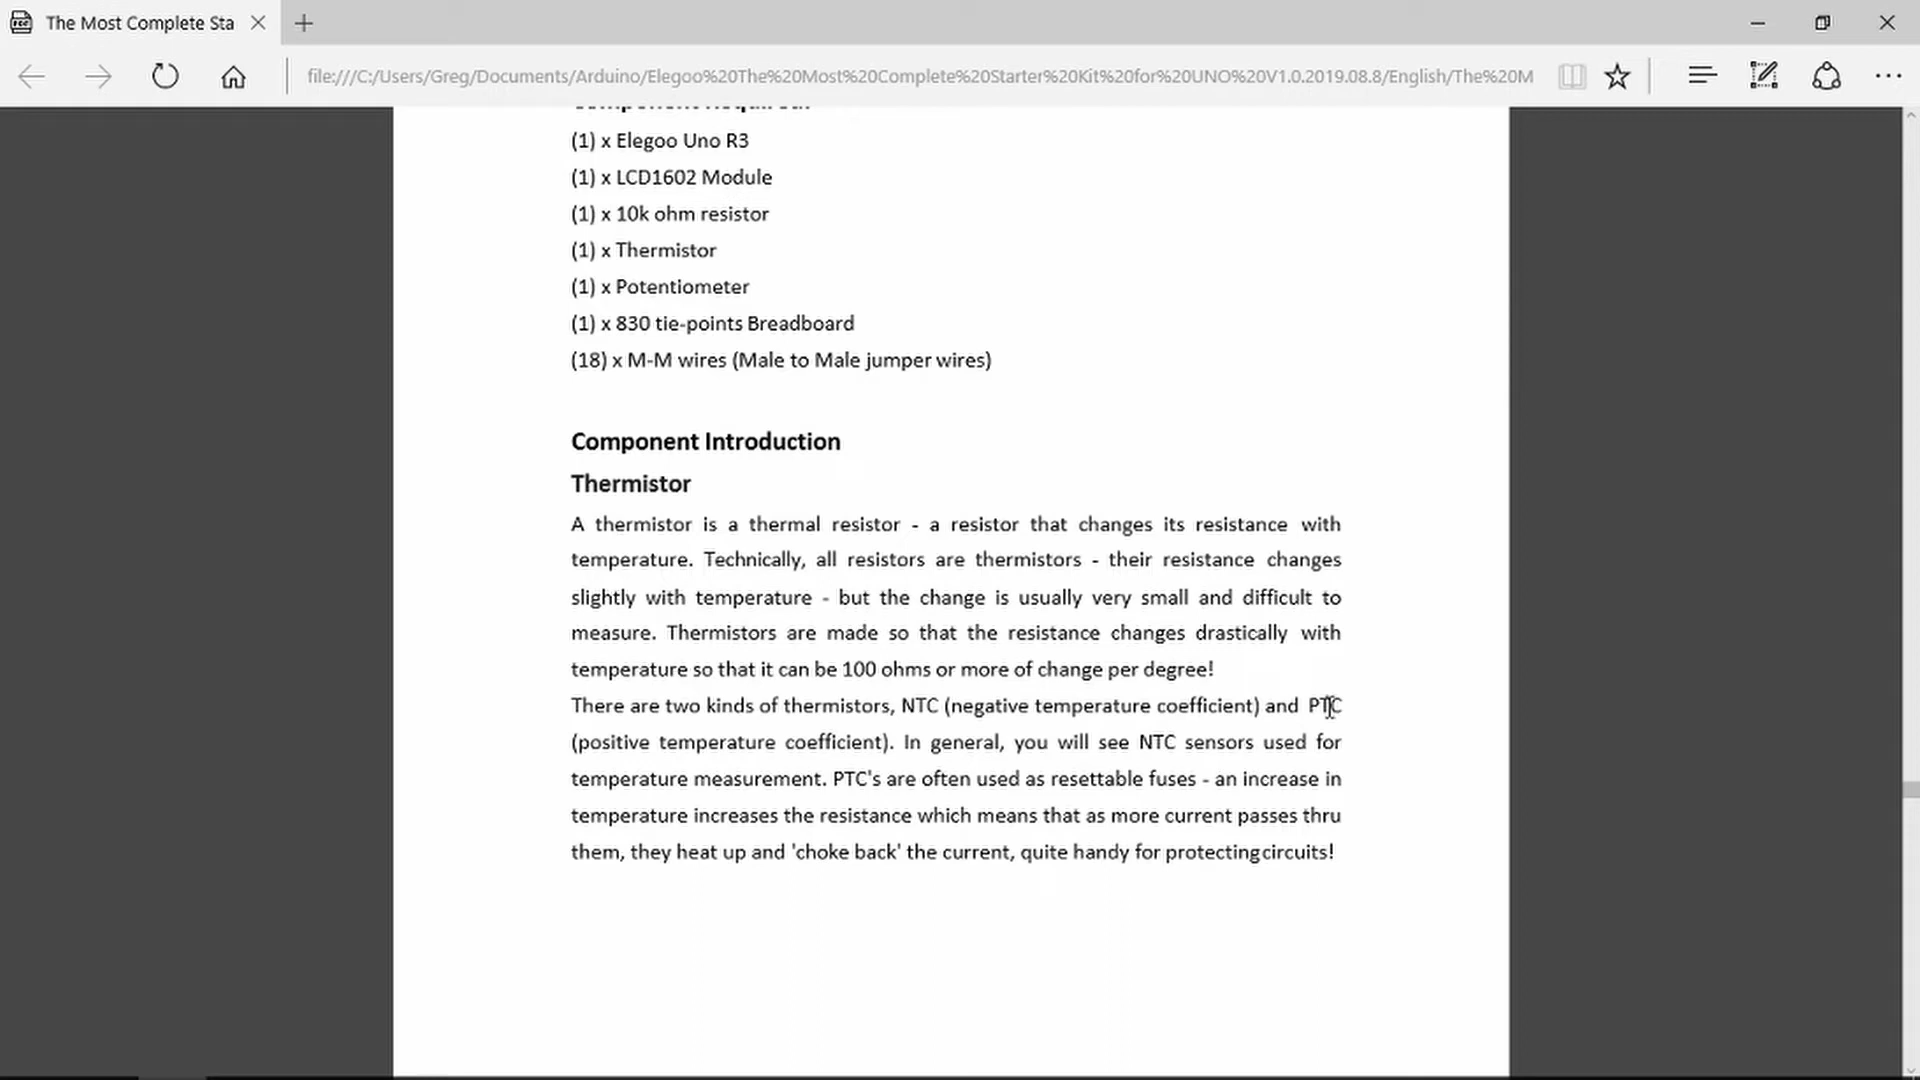 The Most Complete Sta
file:///C:/Users/Greg/Documents/Arduino/Elegoo%20The%20Most%20Complete%20Starter%20Kit%20for%20UNO%20V1.0.2019.08.8/English/The%20M
Component Required:
(1) x Elegoo Uno R3
(1) x LCD1602 Module
(1) x 10k ohm resistor
(1) x Thermistor
(1) x Potentiometer
(1) x 830 tie-points Breadboard
(18) x M-M wires (Male to Male jumper wires)
Component Introduction
Thermistor
A thermistor is a thermal resistor - a resistor that changes its resistance with
temperature. Technically, all resistors are thermistors - their resistance changes
slightly with temperature - but the change is usually very small and difficult to
measure. Thermistors are made so that the resistance changes drastically with
temperature so that it can be 100 ohms or more of change per degree!
There are two kinds of thermistors, NTC (negative temperature coefficient) and PTC
(positive temperature coefficient). In general, you will see NTC sensors used for
temperature measurement. PTC's are often used as resettable fuses - an increase in
temperature increases the resistance which means that as more current passes thru
them, they heat up and 'choke back' the current, quite handy for protectingcircuits!